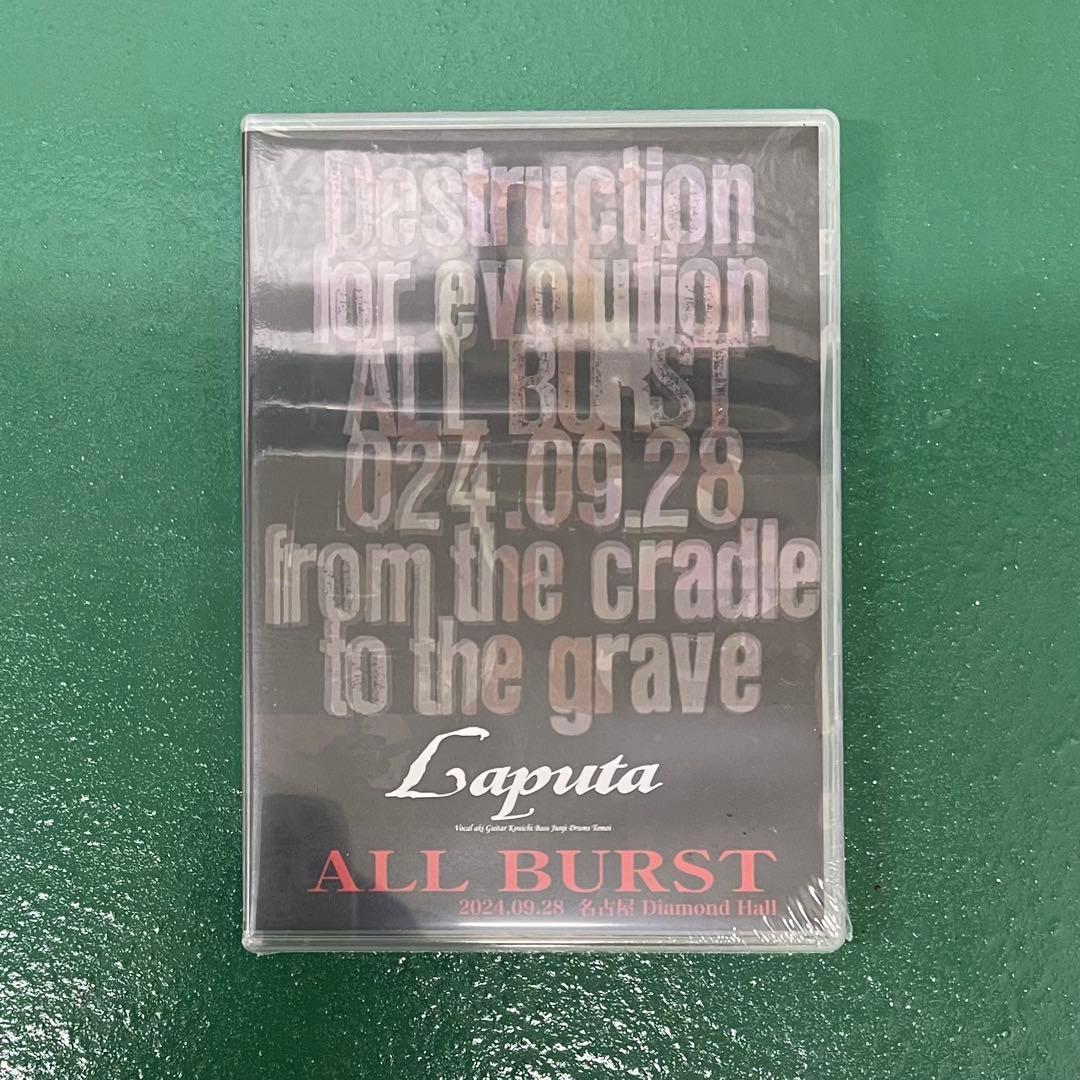 Destruction
for evolution
ALL BURST
.024.09.28
from the cradle
to the grave
Laputa
Vocal aki Guitar Kouichi Bass Junji Drums Tomoi
ALL BURST
2024.09.28 名古屋 Diamond Hall